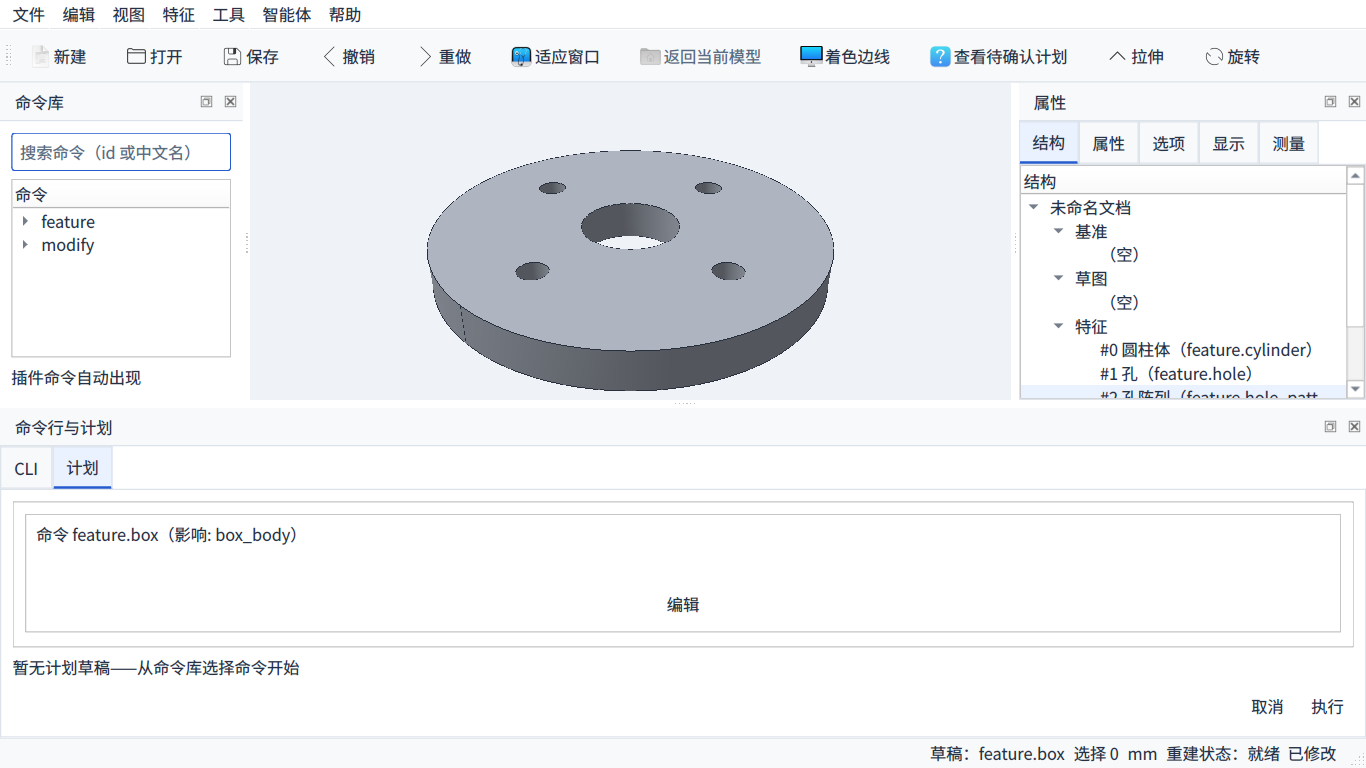 文件 编辑 视图 特征 工具 智能体 帮助
新建 打开 保存 撤销 重做 适应窗口 返回当前模型 着色边线 查看待确认计划 拉伸 旋转
命令库
搜索命令（id 或中文名）
命令
feature
modify
插件命令自动出现
属性
结构 属性 选项 显示 测量
结构
未命名文档
基准
（空）
草图
（空）
特征
#0 圆柱体（feature.cylinder）
#1 孔（feature.hole）
#2 孔阵列（feature.hole_patt
命令行与计划
CLI 计划
命令 feature.box（影响: box_body）
编辑
暂无计划草稿——从命令库选择命令开始
取消 执行
草稿：feature.box 选择 0 mm 重建状态：就绪 已修改